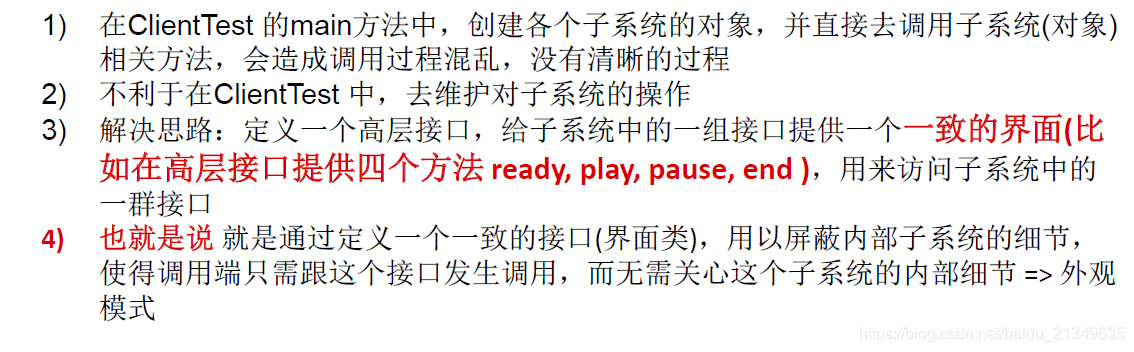 1) 在ClientTest 的main方法中，创建各个子系统的对象，并直接去调用子系统(对象)
相关方法，会造成调用过程混乱，没有清晰的过程
2) 不利于在ClientTest 中，去维护对子系统的操作
3) 解决思路：定义一个高层接口，给子系统中的一组接口提供一个一致的界面(比
如在高层接口提供四个方法 ready, play, pause, end )，用来访问子系统中的
一群接口
4) 也就是说 就是通过定义一个一致的接口(界面类)，用以屏蔽内部子系统的细节，
使得调用端只需跟这个接口发生调用，而无需关心这个子系统的内部细节 => 外观
模式
https://blog.csdn.net/baidu_21349635